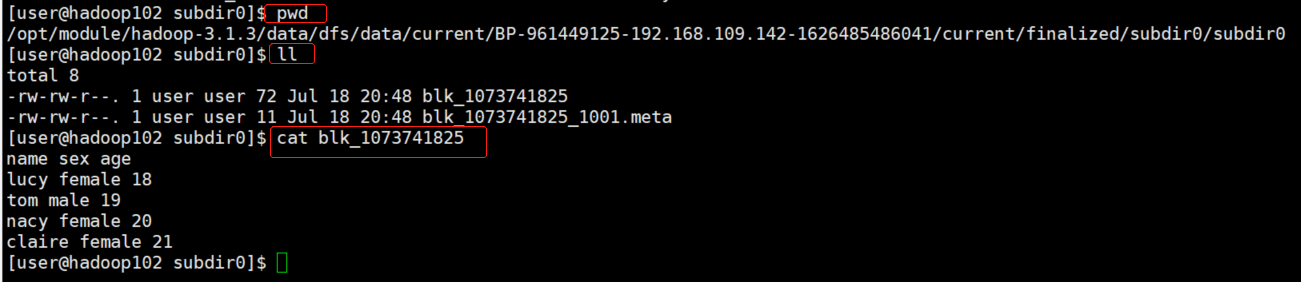 [user@hadoop102 subdir0]$ pwd
/opt/module/hadoop-3.1.3/data/dfs/data/current/BP-961449125-192.168.109.142-1626485486041/current/finalized/subdir0/subdir0
[user@hadoop102 subdir0]$ ll
total 8
-rw-rw-r--. 1 user user 72 Jul 18 20:48 blk_1073741825
-rw-rw-r--. 1 user user 11 Jul 18 20:48 blk_1073741825_1001.meta
[user@hadoop102 subdir0]$ cat blk_1073741825
name sex age
lucy female 18
tom male 19
nacy female 20
claire female 21
[user@hadoop102 subdir0]$